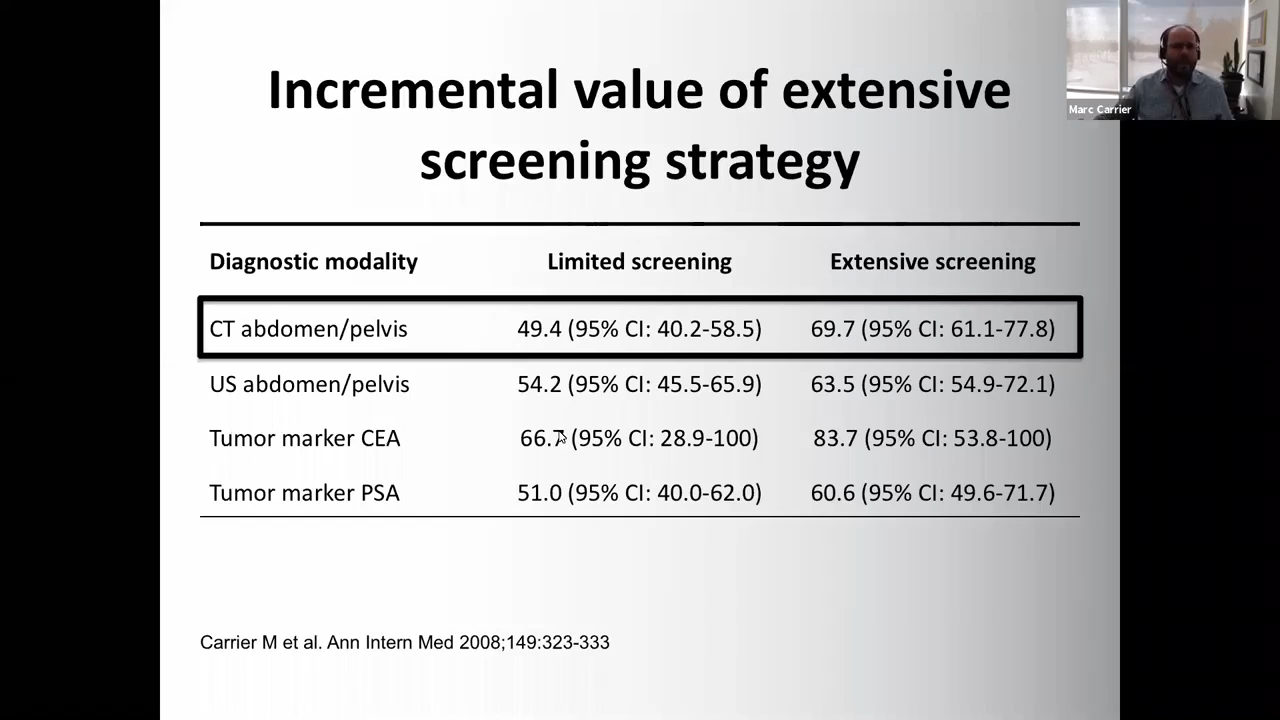 Incremental value of extensive
screening strategy
Marc Carrier
Diagnostic modality Limited screening Extensive screening
CT abdomen/pelvis 49.4 (95% CI: 40.2-58.5) 69.7 (95% CI: 61.1-77.8)
US abdomen/pelvis 54.2 (95% CI: 45.5-65.9) 63.5 (95% CI: 54.9-72.1)
Tumor marker CEA 66.7 (95% CI: 28.9-100) 83.7 (95% CI: 53.8-100)
Tumor marker PSA 51.0 (95% CI: 40.0-62.0) 60.6 (95% CI: 49.6-71.7)
Carrier M et al. Ann Intern Med 2008;149:323-333